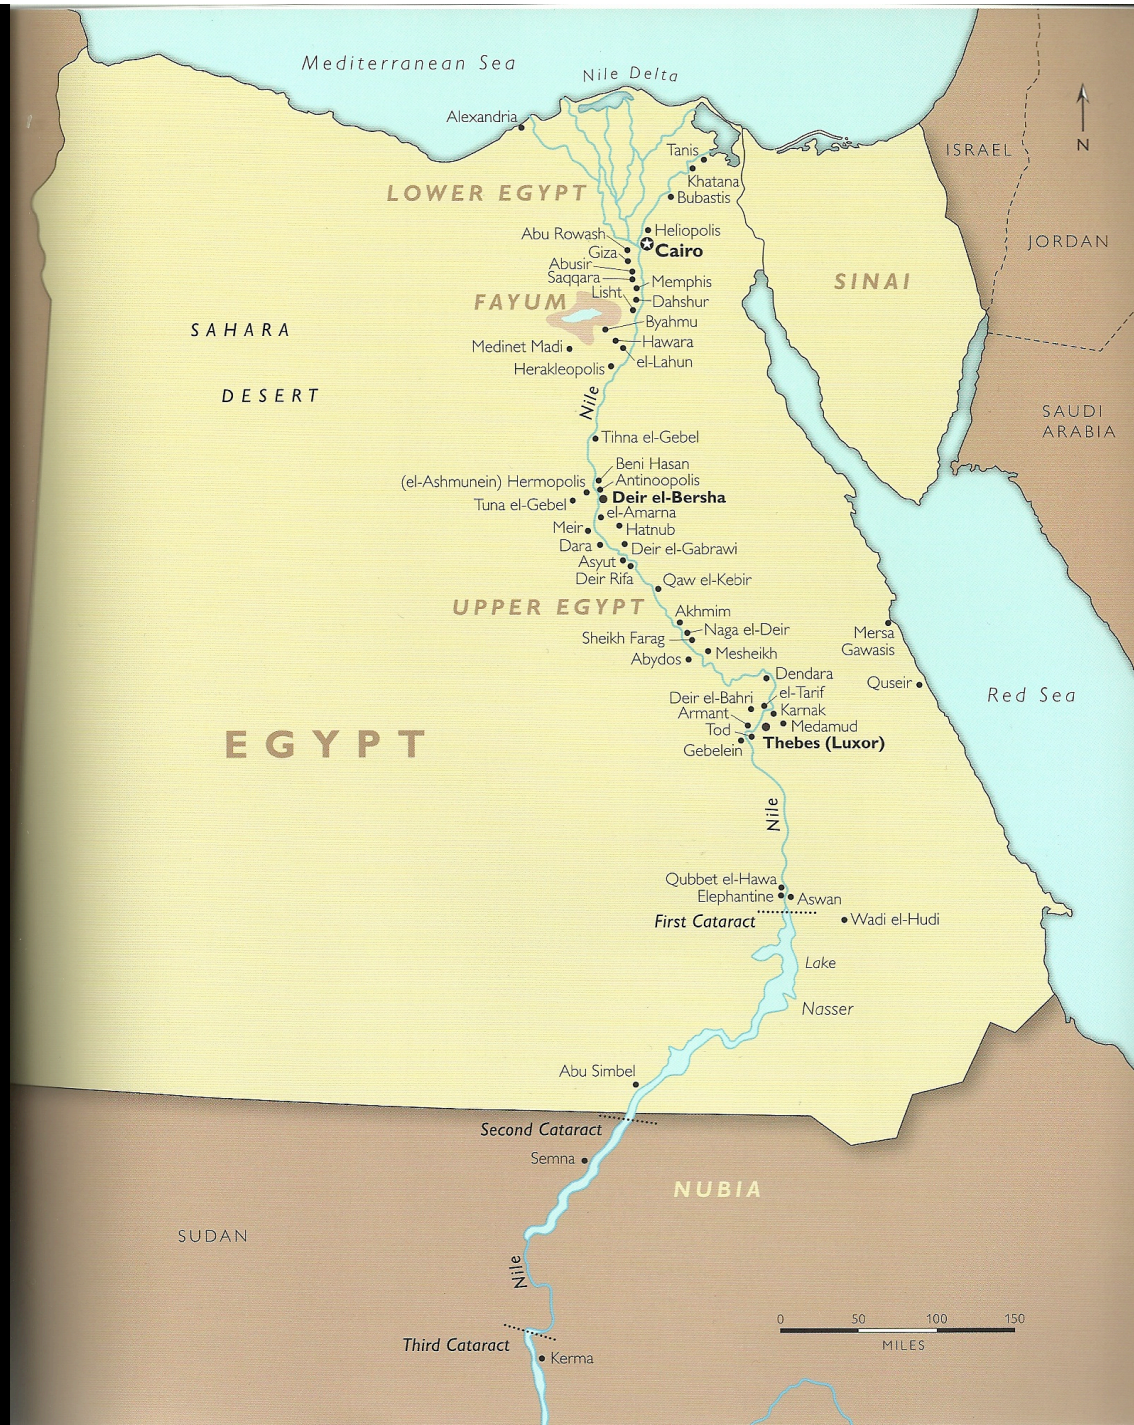 Mediterranean Sea
Nile Delta
Alexandria
ISRAEL
N
Tanis
Khatana
LOWER EGYPT
Bubastis
Abu Rowash
Heliopolis
Giza
Cairo
JORDAN
Abusir
Saqqara
Memphis
SINAI
Lisht
FAYUM
Dahshur
Byahmu
SAHARA
Hawara
Medinet Madi
el-Lahun
Herakleopolis
DESERT
Nile
SAUDI
ARABIA
Tihna el-Gebel
Beni Hasan
(el-Ashmunein) Hermopolis
Antinoopolis
Tuna el-Gebel
Deir el-Bersha
el-Amarna
Meir
Hatnub
Dara
Deir el-Gabrawi
Asyut
Deir Rifa
Qaw el-Kebir
UPPER EGYPT
Akhmim
Naga el-Deir
Sheikh Farag
Mersa
Gawasis
Abydos
Mesheikh
Dendara
Quseir
Red Sea
Deir el-Bahri
el-Tarif
Armant
Karnak
Tod
Medamud
EGYPT
Gebelein
Thebes (Luxor)
Nile
Qubbet el-Hawa
Elephantine
Aswan
First Cataract
Wadi el-Hudi
Lake
Nasser
Abu Simbel
Second Cataract
Semna
NUBIA
SUDAN
Nile
0 50 100 150
MILES
Third Cataract
Kerma